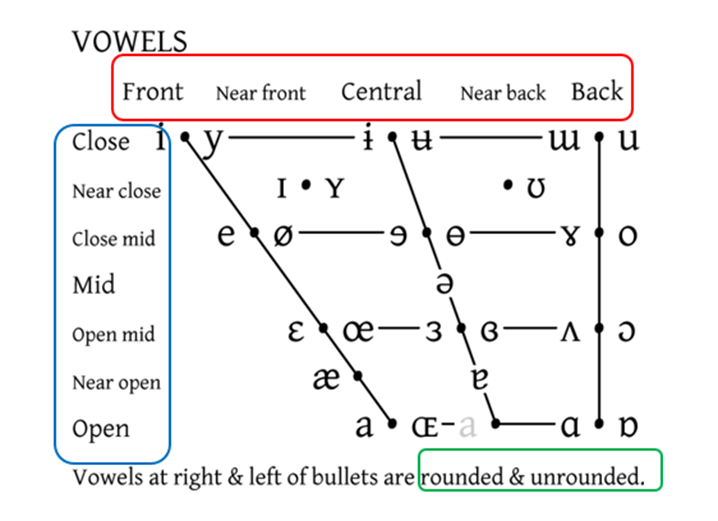 VOWELS
Front Near front Central Near back Back
Close i • y ɨ • ʉ ɯ • u
Near close ɪ • ʏ • ʊ
Close mid e • ø ɘ • ɵ ɤ • o
Mid ə
Open mid ɛ • œ ɜ • ɞ ʌ • ɔ
Near open æ • ɐ
Open a • ɶ a • ɑ • ɒ
Vowels at right & left of bullets are rounded & unrounded.